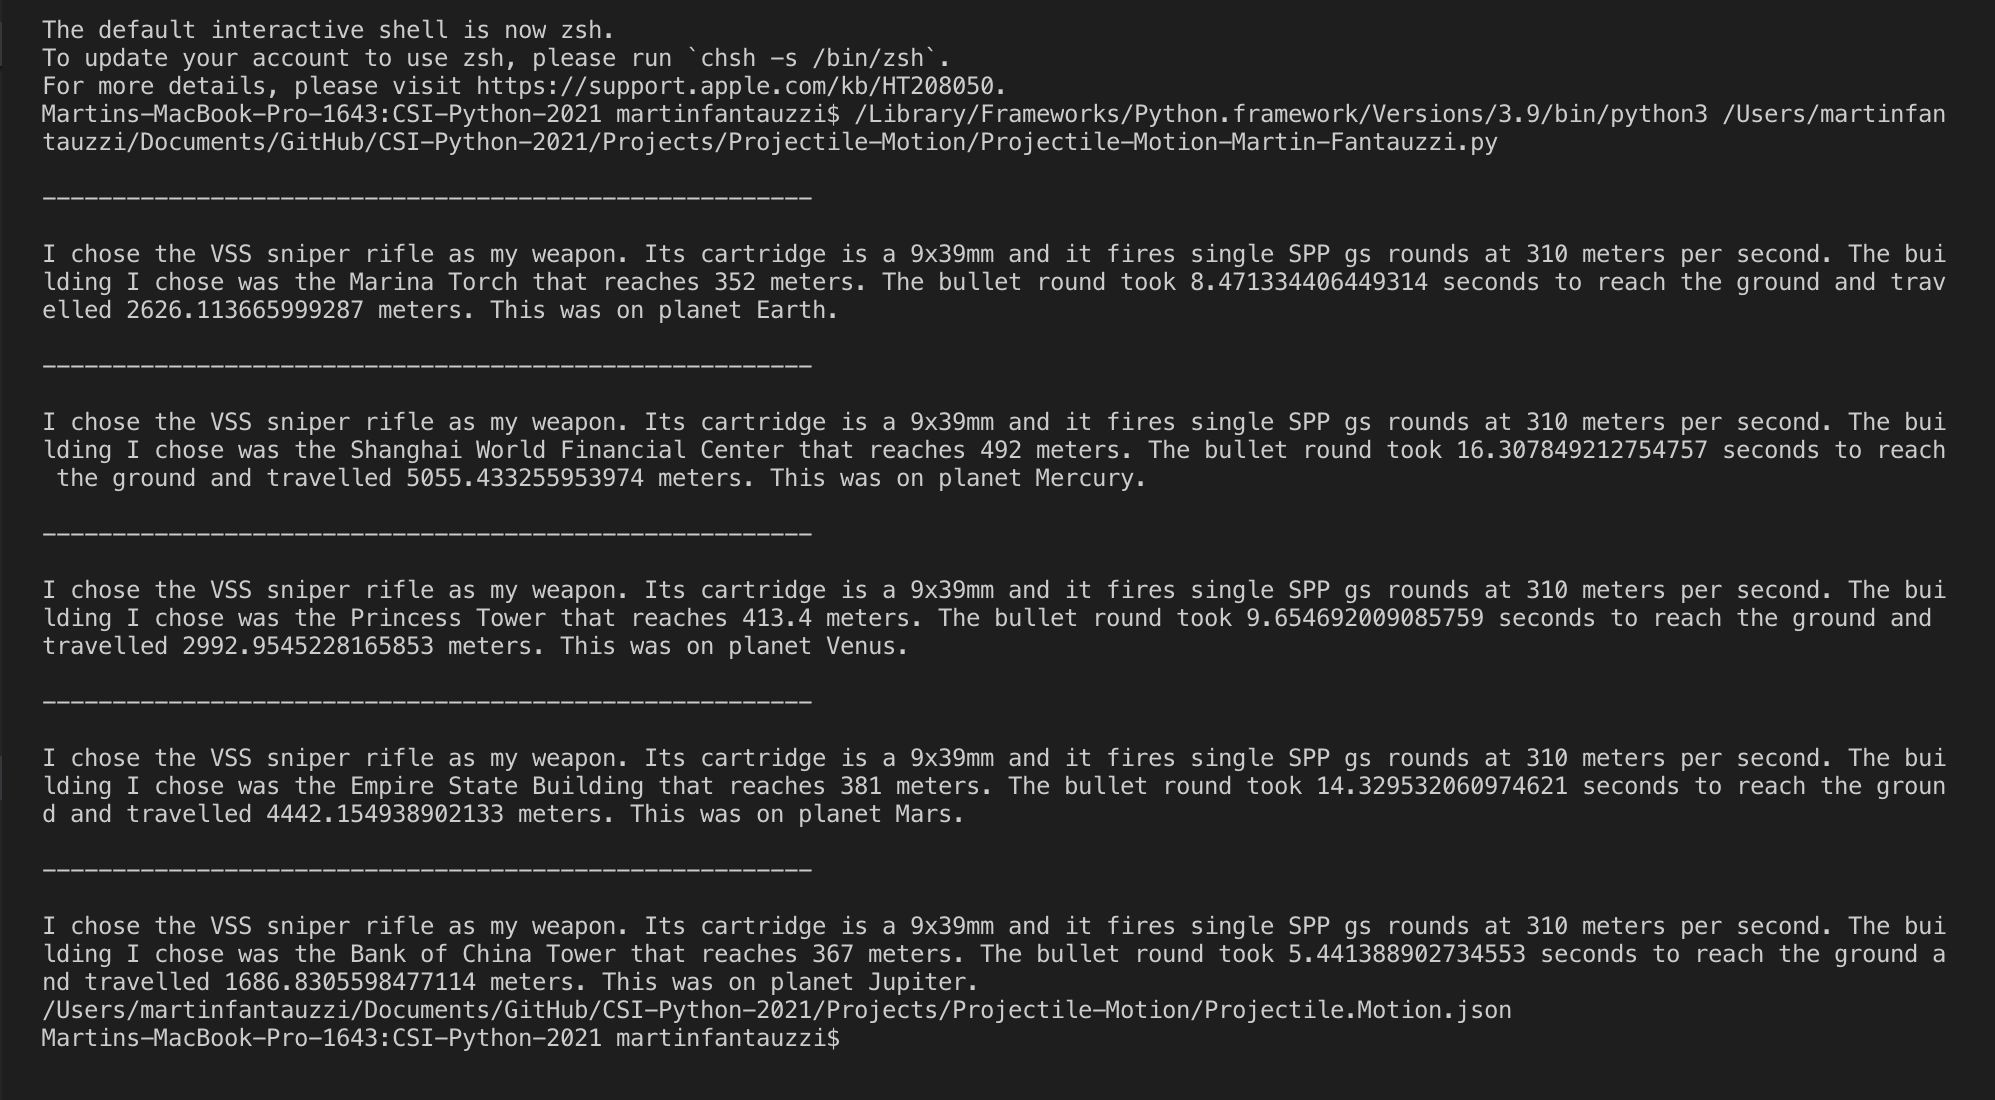 The default interactive shell is now zsh.
To update your account to use zsh, please run `chsh -s /bin/zsh`.
For more details, please visit https://support.apple.com/kb/HT208050.
Martins-MacBook-Pro-1643:CSI-Python-2021 martinfantauzzi$ /Library/Frameworks/Python.framework/Versions/3.9/bin/python3 /Users/martinfan
tauzzi/Documents/GitHub/CSI-Python-2021/Projects/Projectile-Motion/Projectile-Motion-Martin-Fantauzzi.py
-------------------------------------------------------
I chose the VSS sniper rifle as my weapon. Its cartridge is a 9x39mm and it fires single SPP gs rounds at 310 meters per second. The bui
lding I chose was the Marina Torch that reaches 352 meters. The bullet round took 8.471334406449314 seconds to reach the ground and trav
elled 2626.113665999287 meters. This was on planet Earth.
-------------------------------------------------------
I chose the VSS sniper rifle as my weapon. Its cartridge is a 9x39mm and it fires single SPP gs rounds at 310 meters per second. The bui
lding I chose was the Shanghai World Financial Center that reaches 492 meters. The bullet round took 16.307849212754757 seconds to reach
 the ground and travelled 5055.433255953974 meters. This was on planet Mercury.
-------------------------------------------------------
I chose the VSS sniper rifle as my weapon. Its cartridge is a 9x39mm and it fires single SPP gs rounds at 310 meters per second. The bui
lding I chose was the Princess Tower that reaches 413.4 meters. The bullet round took 9.654692009085759 seconds to reach the ground and
travelled 2992.9545228165853 meters. This was on planet Venus.
-------------------------------------------------------
I chose the VSS sniper rifle as my weapon. Its cartridge is a 9x39mm and it fires single SPP gs rounds at 310 meters per second. The bui
lding I chose was the Empire State Building that reaches 381 meters. The bullet round took 14.329532060974621 seconds to reach the groun
d and travelled 4442.154938902133 meters. This was on planet Mars.
-------------------------------------------------------
I chose the VSS sniper rifle as my weapon. Its cartridge is a 9x39mm and it fires single SPP gs rounds at 310 meters per second. The bui
lding I chose was the Bank of China Tower that reaches 367 meters. The bullet round took 5.441388902734553 seconds to reach the ground a
nd travelled 1686.8305598477114 meters. This was on planet Jupiter.
/Users/martinfantauzzi/Documents/GitHub/CSI-Python-2021/Projects/Projectile-Motion/Projectile.Motion.json
Martins-MacBook-Pro-1643:CSI-Python-2021 martinfantauzzi$